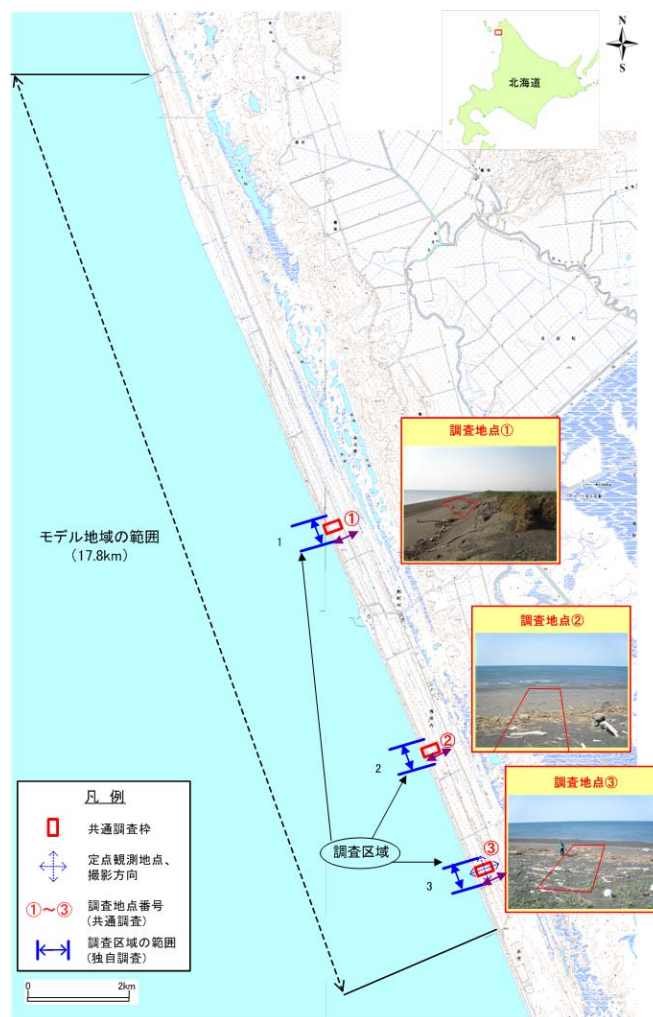 N
S
北海道
調査地点①
①
モデル地域の範囲
（17.8km）
1
調査地点②
②
2
調査地点③
調査区域
③
3
凡 例
共通調査枠
定点観測地点、
撮影方向
①～③
調査地点番号
（共通調査）
調査区域の範囲
（独自調査）
0
2km